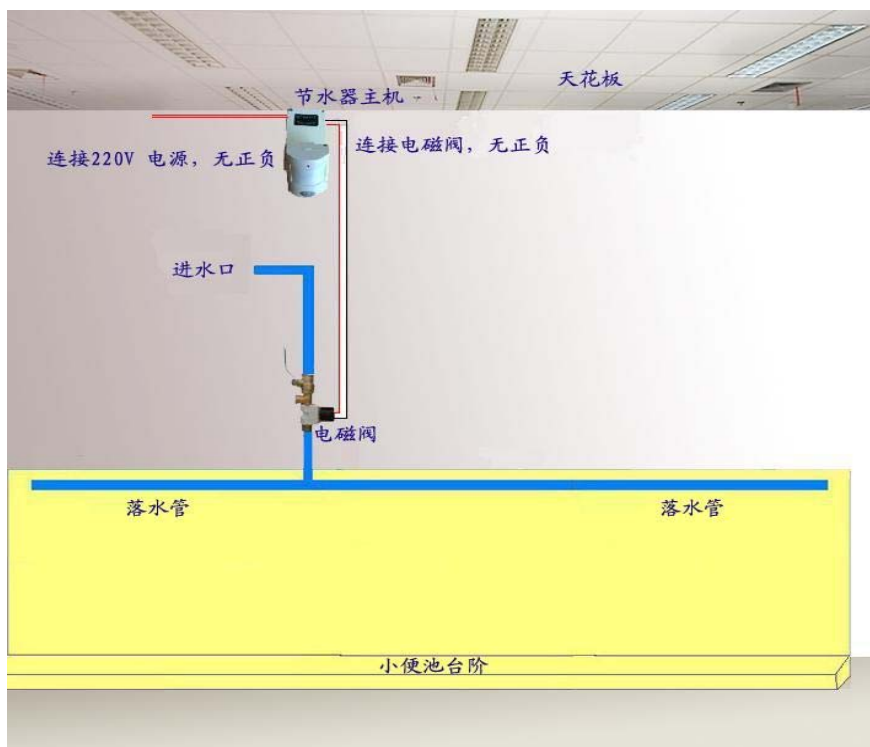 天花板
节水器主机
连接220V 电源，无正负
连接电磁阀，无正负
进水口
电磁阀
落水管
落水管
小便池台阶